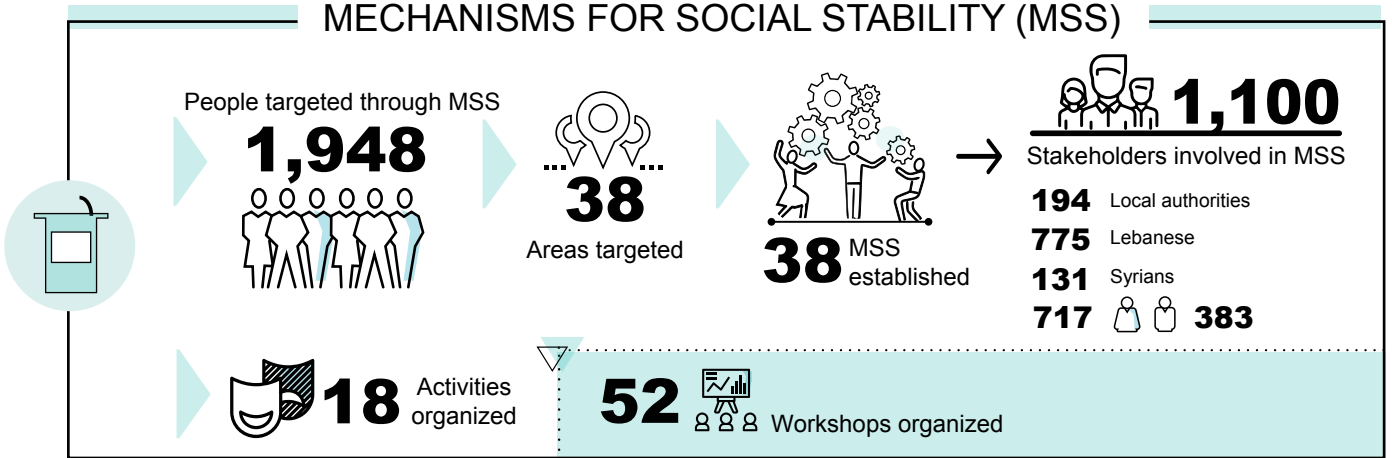 MECHANISMS FOR SOCIAL STABILITY (MSS)
People targeted through MSS
1,948
38
Areas targeted
38 MSS
established
1,100
Stakeholders involved in MSS
194 Local authorities
775 Lebanese
131 Syrians
717 383
18 Activities
organized
52 Workshops organized